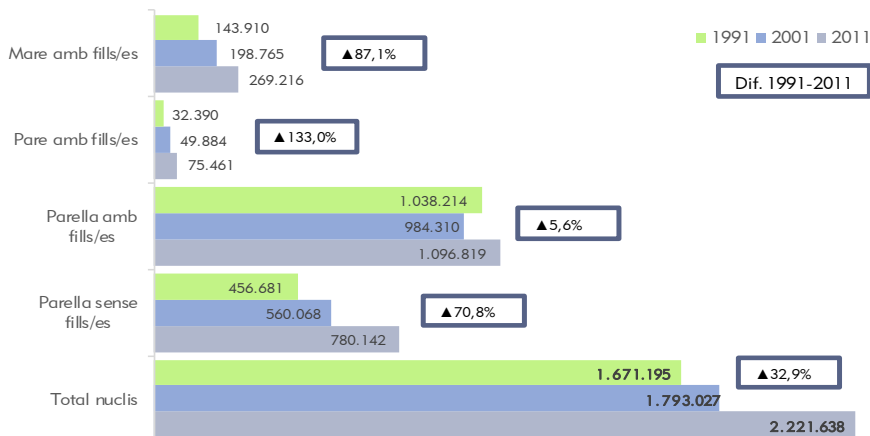 1991 2001 2011
Dif. 1991-2011
Mare amb fills/es
143.910
198.765
269.216
▲87,1%
Pare amb fills/es
32.390
49.884
75.461
▲133,0%
Parella amb
fills/es
1.038.214
984.310
1.096.819
▲5,6%
Parella sense
fills/es
456.681
560.068
780.142
▲70,8%
Total nuclis
1.671.195
1.793.027
2.221.638
▲32,9%